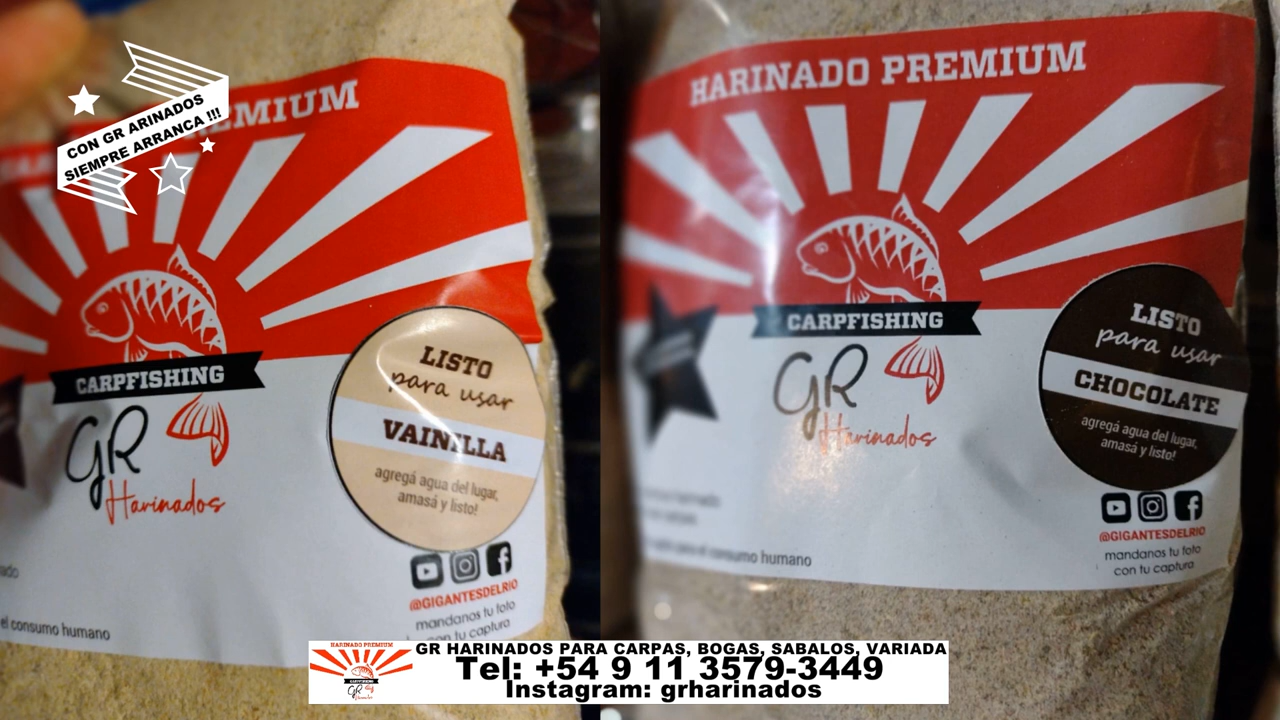 CON GR ARINADOS
SIEMPRE ARRANCA !!!
PREMIUM
CARPFISHING
GR
Harinados
LISTO
para usar
VAINILLA
agregá agua del lugar,
amasá y listo!
@GIGANTESDELRIO
mandanos tu foto
con tu captura
el consumo humano
HARINADO PREMIUM
CARPFISHING
GR
Harinados
LISTO
para usar
CHOCOLATE
agregá agua del lugar,
amasá y listo!
@GIGANTESDELRIO
mandanos tu foto
con tu captura
para el consumo humano
HARINADO PREMIUM
CARPFISHING
GR HARINADOS PARA CARPAS, BOGAS, SABALOS, VARIADA
Tel: +54 9 11 3579-3449
Instagram: grharinados